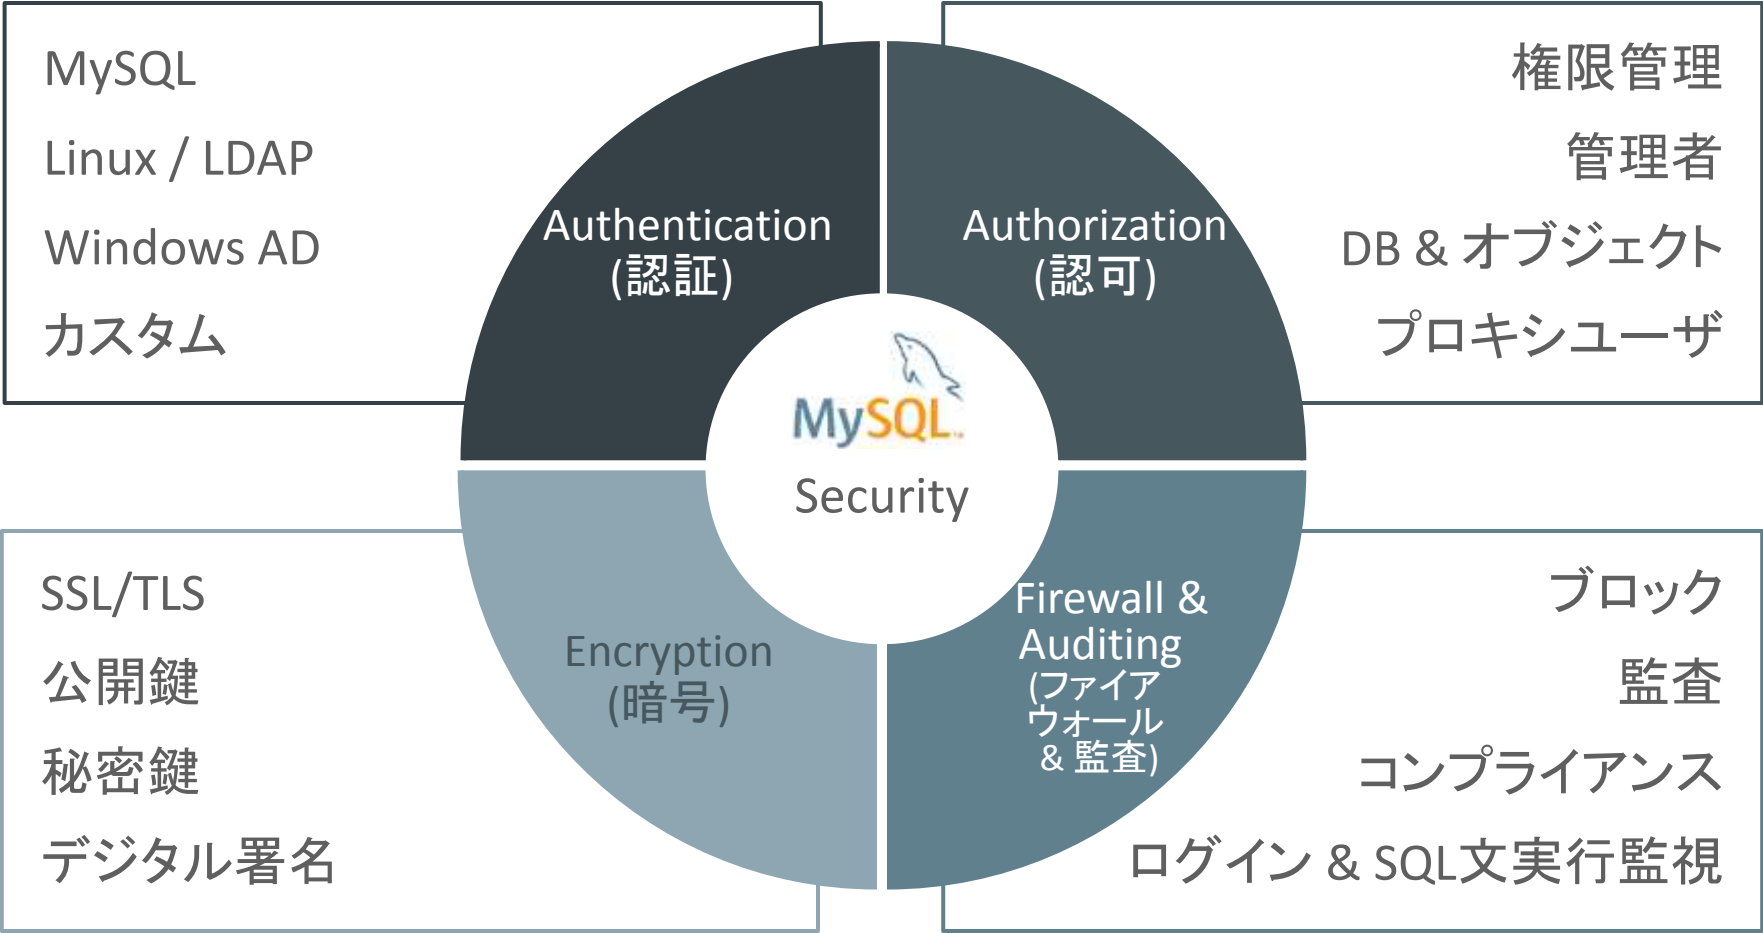 MySQL
Linux / LDAP
Windows AD
カスタム
権限管理
管理者
DB & オブジェクト
プロキシユーザ
Authentication
(認証)
Authorization
(認可)
MySQL
Security
Encryption
(暗号)
Firewall &
Auditing
(ファイア
ウォール
& 監査)
SSL/TLS
公開鍵
秘密鍵
デジタル署名
ブロック
監査
コンプライアンス
ログイン & SQL文実行監視